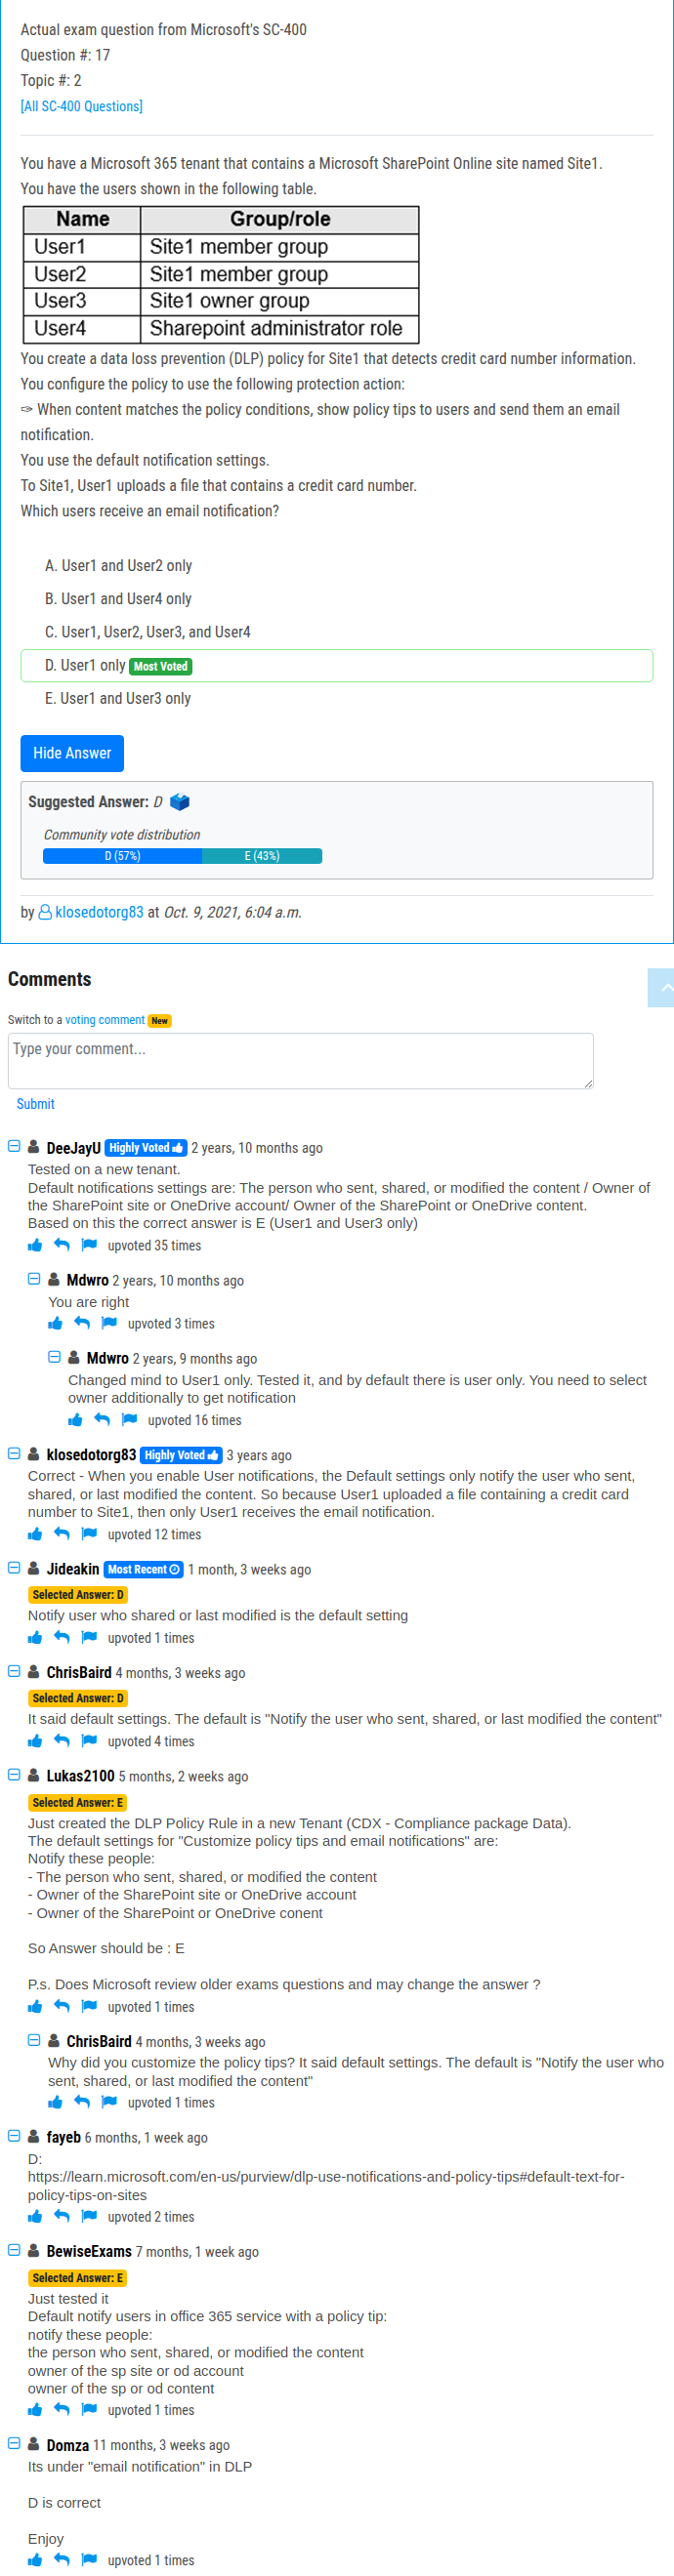 Actual exam question from Microsoft's SC-400
Question #: 17
Topic #: 2
[All SC-400 Questions]
You have a Microsoft 365 tenant that contains a Microsoft SharePoint Online site named Site1.
You have the users shown in the following table.
Name Group/role
User1 Site1 member group
User2 Site1 member group
User3 Site1 owner group
User4 Sharepoint administrator role
You create a data loss prevention (DLP) policy for Site1 that detects credit card number information.
You configure the policy to use the following protection action:
✑ When content matches the policy conditions, show policy tips to users and send them an email
notification.
You use the default notification settings.
To Site1, User1 uploads a file that contains a credit card number.
Which users receive an email notification?
A. User1 and User2 only
B. User1 and User4 only
C. User1, User2, User3, and User4
D. User1 only Most Voted
E. User1 and User3 only
Hide Answer
Suggested Answer: D
Community vote distribution
D (57%) E (43%)
by klosedotorg83 at Oct. 9, 2021, 6:04 a.m.
Comments
Switch to a voting comment New
Type your comment...
Submit
DeeJayU Highly Voted 2 years, 10 months ago
Tested on a new tenant.
Default notifications settings are: The person who sent, shared, or modified the content / Owner of
the SharePoint site or OneDrive account/ Owner of the SharePoint or OneDrive content.
Based on this the correct answer is E (User1 and User3 only)
upvoted 35 times
Mdwro 2 years, 10 months ago
You are right
upvoted 3 times
Mdwro 2 years, 9 months ago
Changed mind to User1 only. Tested it, and by default there is user only. You need to select
owner additionally to get notification
upvoted 16 times
klosedotorg83 Highly Voted 3 years ago
Correct - When you enable User notifications, the Default settings only notify the user who sent,
shared, or last modified the content. So because User1 uploaded a file containing a credit card
number to Site1, then only User1 receives the email notification.
upvoted 12 times
Jideakin Most Recent 1 month, 3 weeks ago
Selected Answer: D
Notify user who shared or last modified is the default setting
upvoted 1 times
ChrisBaird 4 months, 3 weeks ago
Selected Answer: D
It said default settings. The default is "Notify the user who sent, shared, or last modified the content"
upvoted 4 times
Lukas2100 5 months, 2 weeks ago
Selected Answer: E
Just created the DLP Policy Rule in a new Tenant (CDX - Compliance package Data).
The default settings for "Customize policy tips and email notifications" are:
Notify these people:
- The person who sent, shared, or modified the content
- Owner of the SharePoint site or OneDrive account
- Owner of the SharePoint or OneDrive conent
So Answer should be : E
P.s. Does Microsoft review older exams questions and may change the answer ?
upvoted 1 times
ChrisBaird 4 months, 3 weeks ago
Why did you customize the policy tips? It said default settings. The default is "Notify the user who
sent, shared, or last modified the content"
upvoted 1 times
fayeb 6 months, 1 week ago
D:
https://learn.microsoft.com/en-us/purview/dlp-use-notifications-and-policy-tips#default-text-for-
policy-tips-on-sites
upvoted 2 times
BewiseExams 7 months, 1 week ago
Selected Answer: E
Just tested it
Default notify users in office 365 service with a policy tip:
notify these people:
the person who sent, shared, or modified the content
owner of the sp site or od account
owner of the sp or od content
upvoted 1 times
Domza 11 months, 3 weeks ago
Its under "email notification" in DLP
D is correct
Enjoy
upvoted 1 times